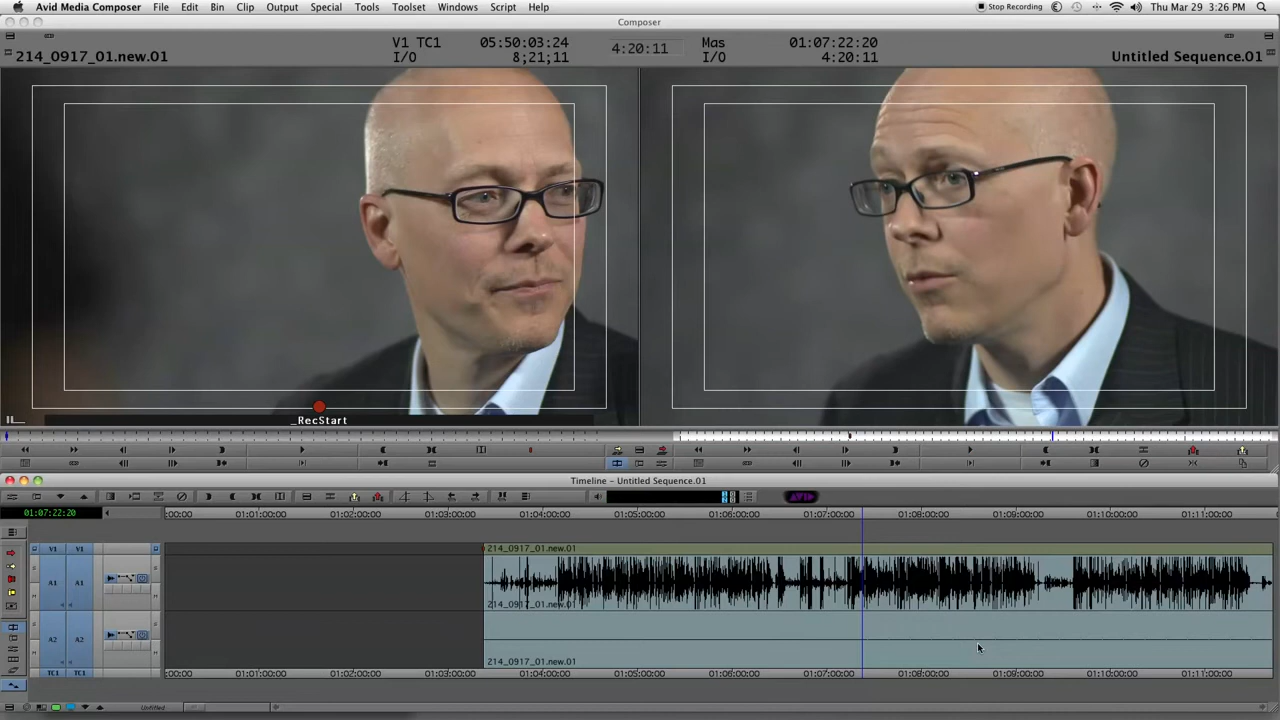 Avid Media Composer File Edit Bin Clip Output Special Tools Toolset Windows Script Help Stop Recording Thu Mar 29 3:26 PM
Composer
V1 TC1 05:50:03:24 4:20:11 Mas 01:07:22:20
214_0917_01.new.01 I/O 8;21;11 I/O 4:20:11 Untitled Sequence.01
_RecStart
Timeline - Untitled Sequence.01
AVID
01:07:22:20 :00:00 01:01:00:00 01:02:00:00 01:03:00:00 01:04:00:00 01:05:00:00 01:06:00:00 01:07:00:00 01:08:00:00 01:09:00:00 01:10:00:00 01:11:00:00
V1 V1 214_0917_01.new.01
A1 A1
214_0917_01.new.01
A2 A2
214_0917_01.new.01
TC1 TC1 :00:00 01:01:00:00 01:02:00:00 01:03:00:00 01:04:00:00 01:05:00:00 01:06:00:00 01:07:00:00 01:08:00:00 01:09:00:00 01:10:00:00 01:11:00:00
Untitled